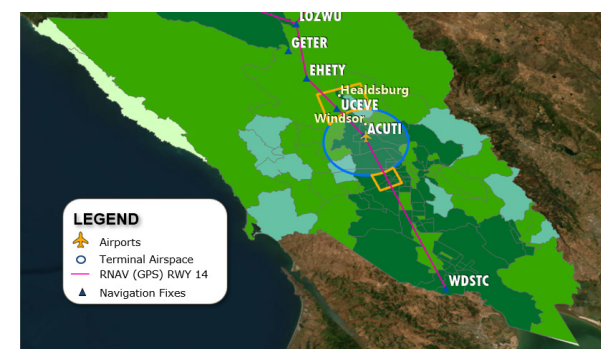 LOZWU
GETER
EHETY
Healdsburg
UCEVE
Windsor
ACUTI
LEGEND
Airports
Terminal Airspace
RNAV (GPS) RWY 14
Navigation Fixes
WDSTC